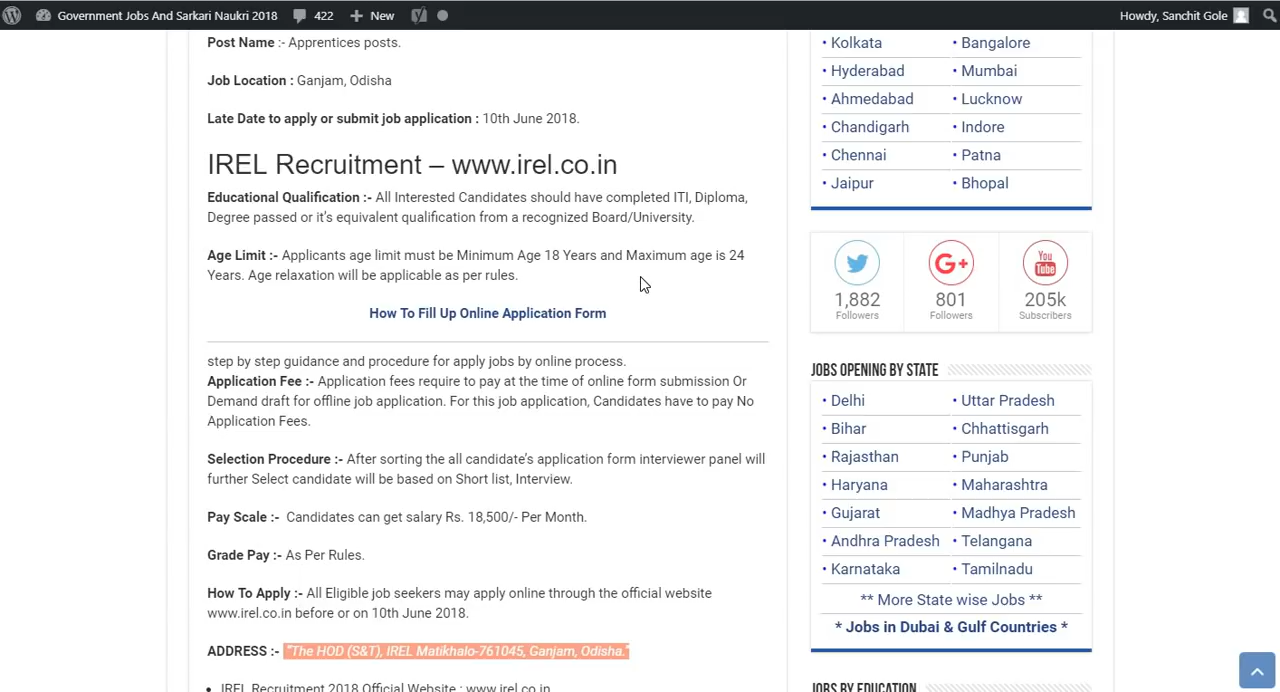 Government Jobs And Sarkari Naukri 2018 422 New Howdy, Sanchit Gole
Post Name :- Apprentices posts.
Job Location : Ganjam, Odisha
Late Date to apply or submit job application : 10th June 2018.
IREL Recruitment – www.irel.co.in
Educational Qualification :- All Interested Candidates should have completed ITI, Diploma,
Degree passed or it’s equivalent qualification from a recognized Board/University.
Age Limit :- Applicants age limit must be Minimum Age 18 Years and Maximum age is 24
Years. Age relaxation will be applicable as per rules.
How To Fill Up Online Application Form
step by step guidance and procedure for apply jobs by online process.
Application Fee :- Application fees require to pay at the time of online form submission Or
Demand draft for offline job application. For this job application, Candidates have to pay No
Application Fees.
Selection Procedure :- After sorting the all candidate’s application form interviewer panel will
further Select candidate will be based on Short list, Interview.
Pay Scale :- Candidates can get salary Rs. 18,500/- Per Month.
Grade Pay :- As Per Rules.
How To Apply :- All Eligible job seekers may apply online through the official website
www.irel.co.in before or on 10th June 2018.
ADDRESS :- “The HOD (S&T), IREL Matikhalo-761045, Ganjam, Odisha.”
• IREL Recruitment 2018 Official Website : www.irel.co.in
• Kolkata • Bangalore
• Hyderabad • Mumbai
• Ahmedabad • Lucknow
• Chandigarh • Indore
• Chennai • Patna
• Jaipur • Bhopal
G+ You Tube
1,882 801 205k
Followers Followers Subscribers
JOBS OPENING BY STATE
• Delhi • Uttar Pradesh
• Bihar • Chhattisgarh
• Rajasthan • Punjab
• Haryana • Maharashtra
• Gujarat • Madhya Pradesh
• Andhra Pradesh • Telangana
• Karnataka • Tamilnadu
** More State wise Jobs **
* Jobs in Dubai & Gulf Countries *
JOBS BY EDUCATION